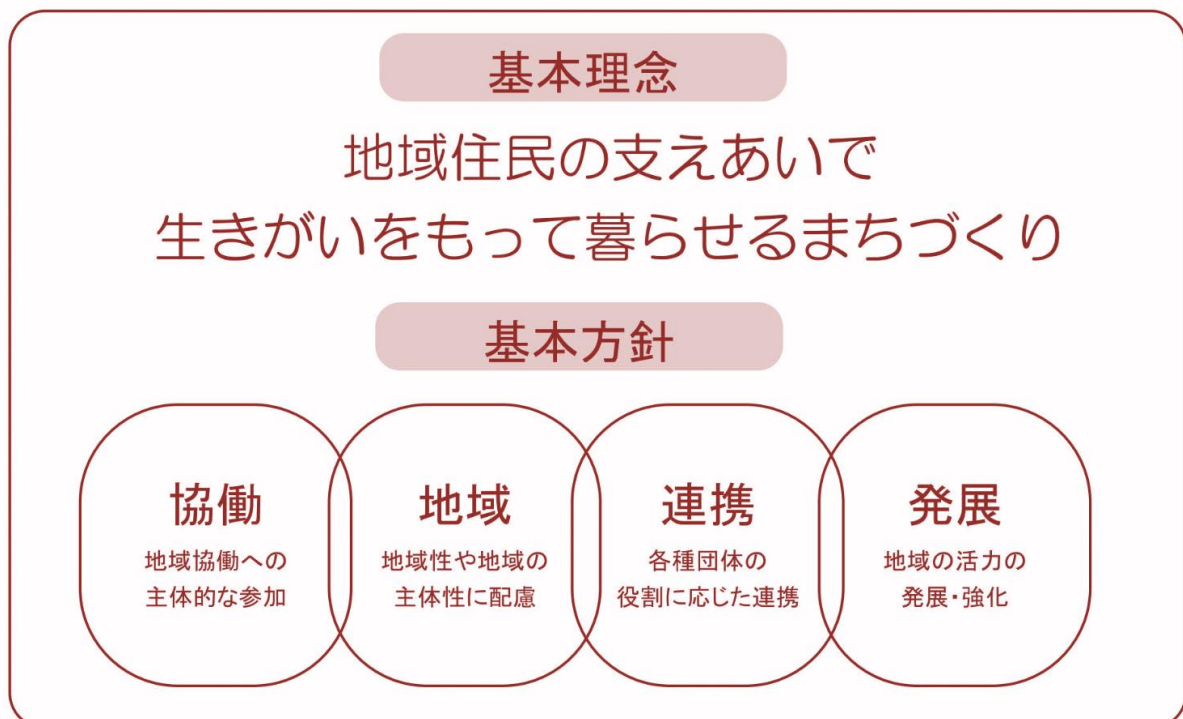 基本理念
地域住民の支えあいで
生きがいをもって暮らせるまちづくり
基本方針
協働
地域協働への
主体的な参加
地域
地域性や地域の
主体性に配慮
連携
各種団体の
役割に応じた連携
発展
地域の活力の
発展・強化